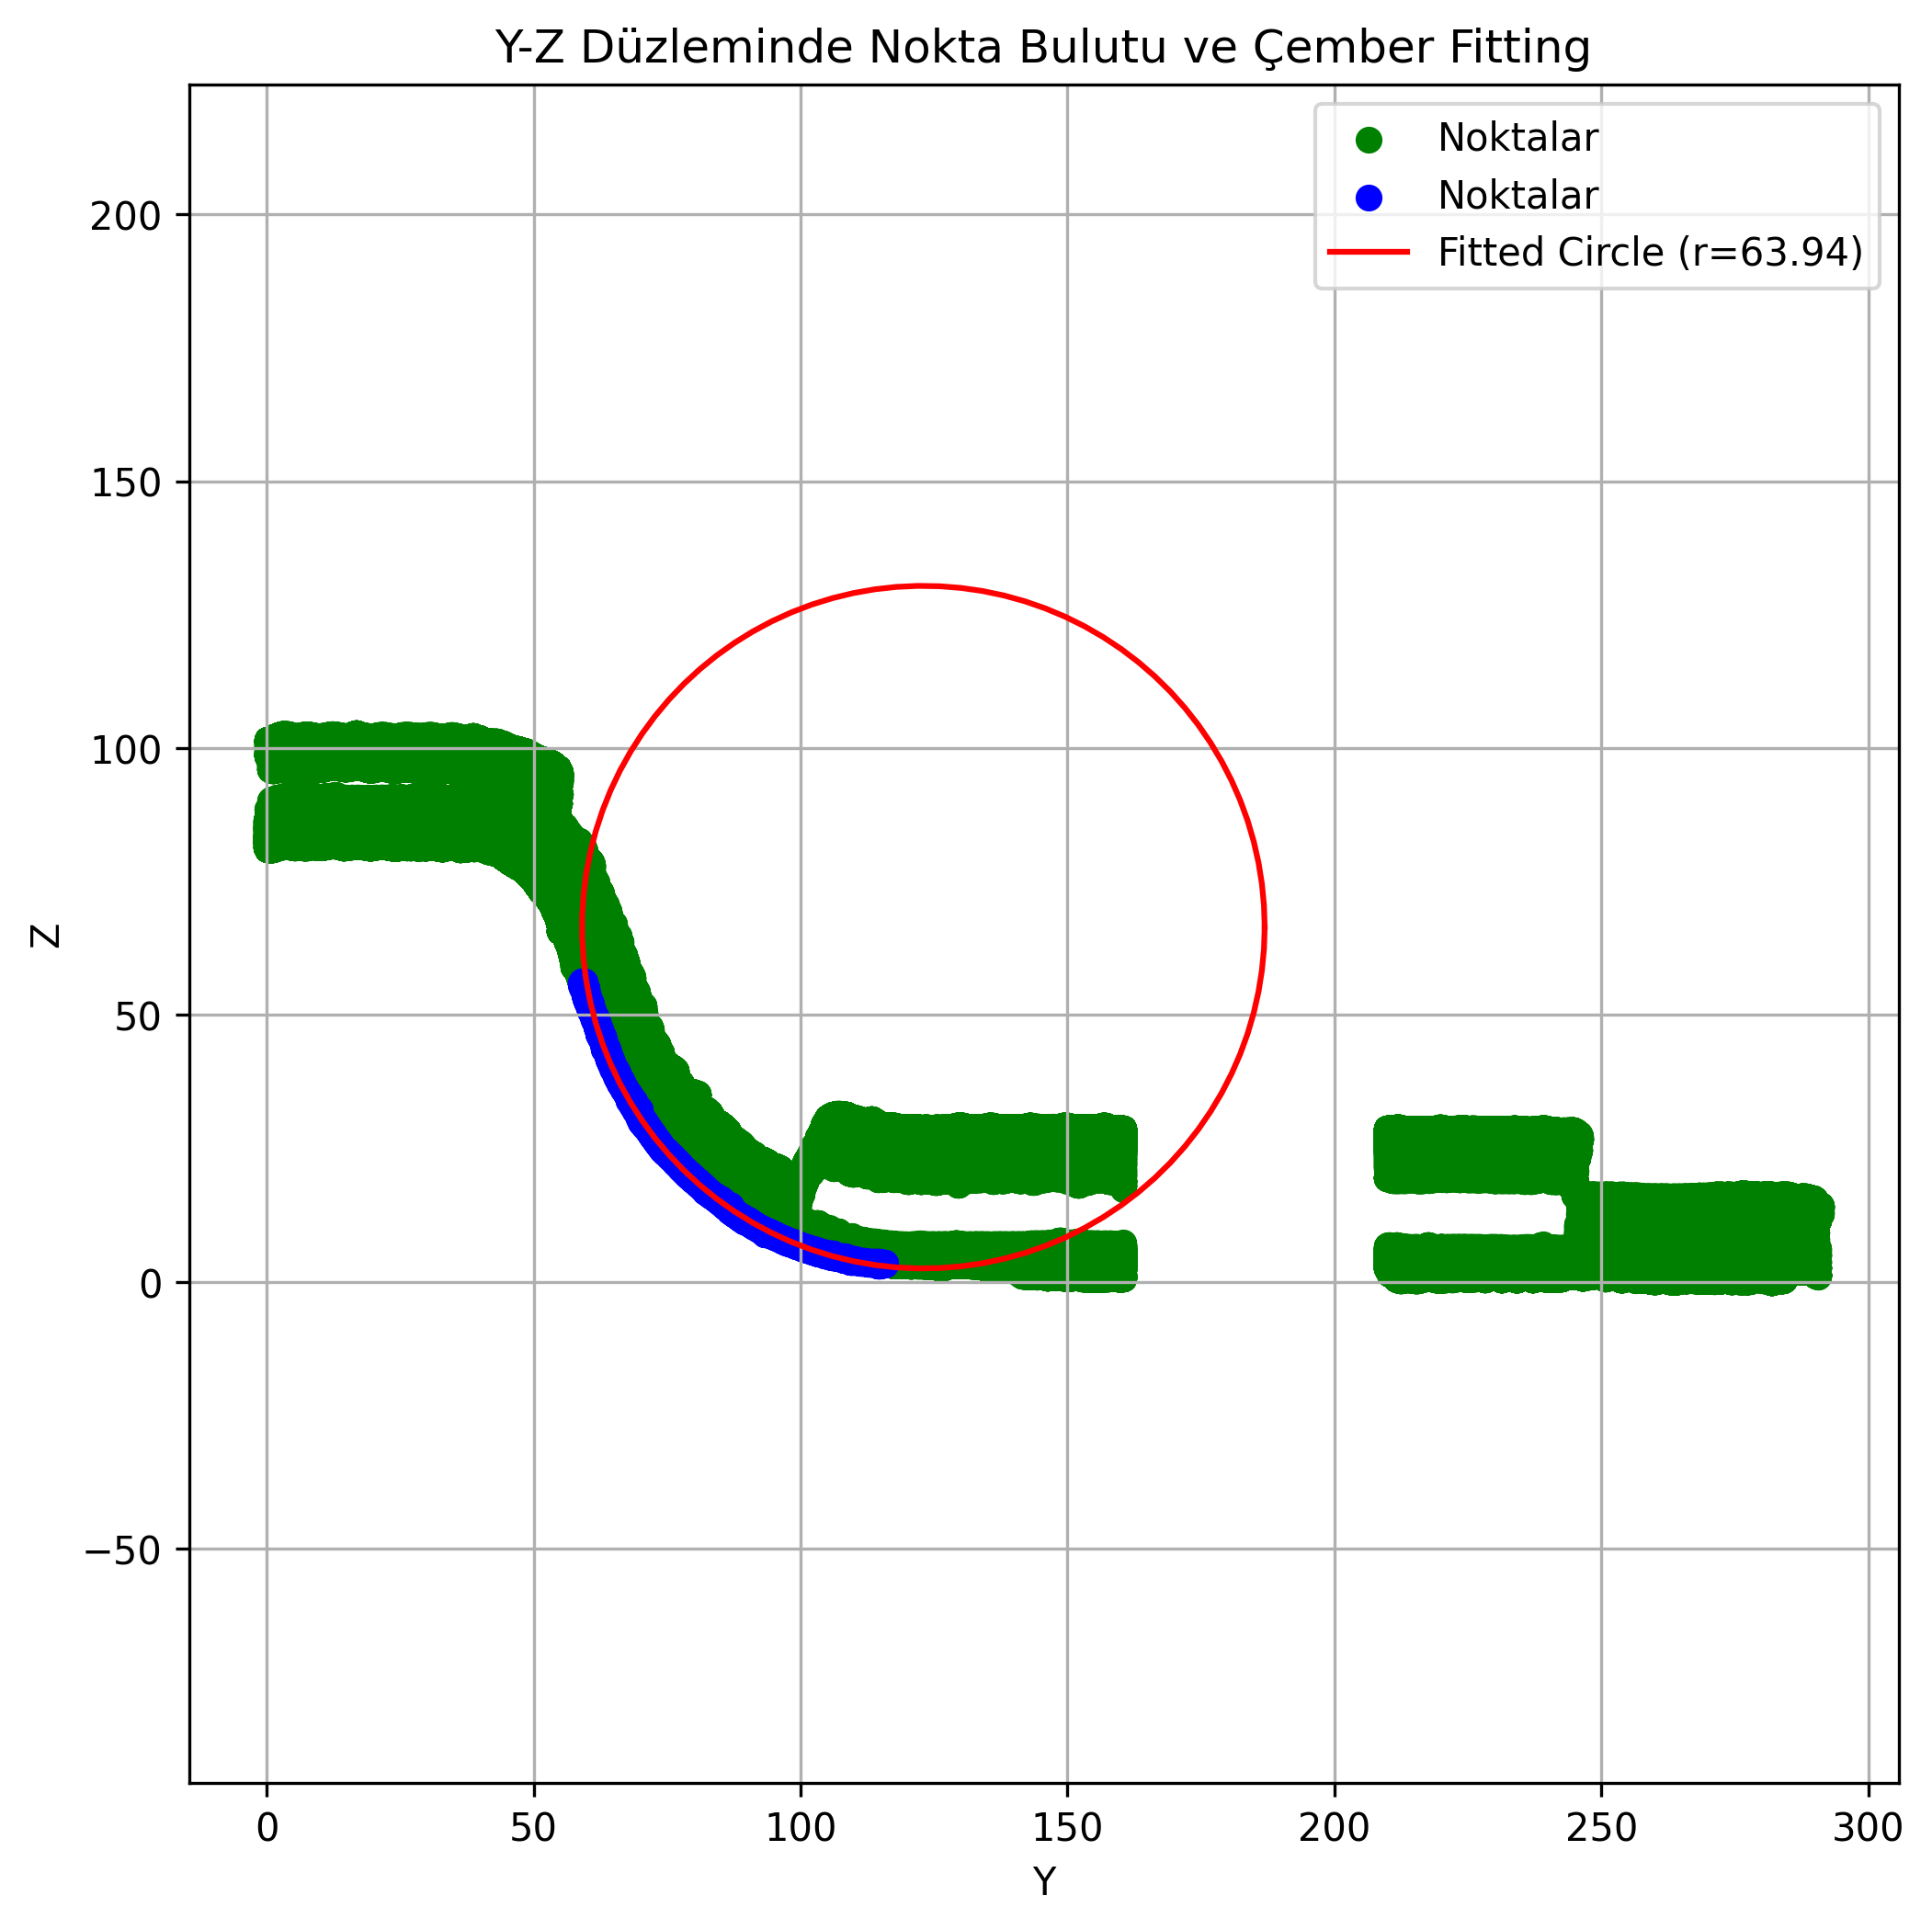 Y-Z Düzleminde Nokta Bulutu ve Çember Fitting
Noktalar
Noktalar
Fitted Circle (r=63.94)
200
150
100
50
0
−50
Z
0
50
100
150
200
250
300
Y